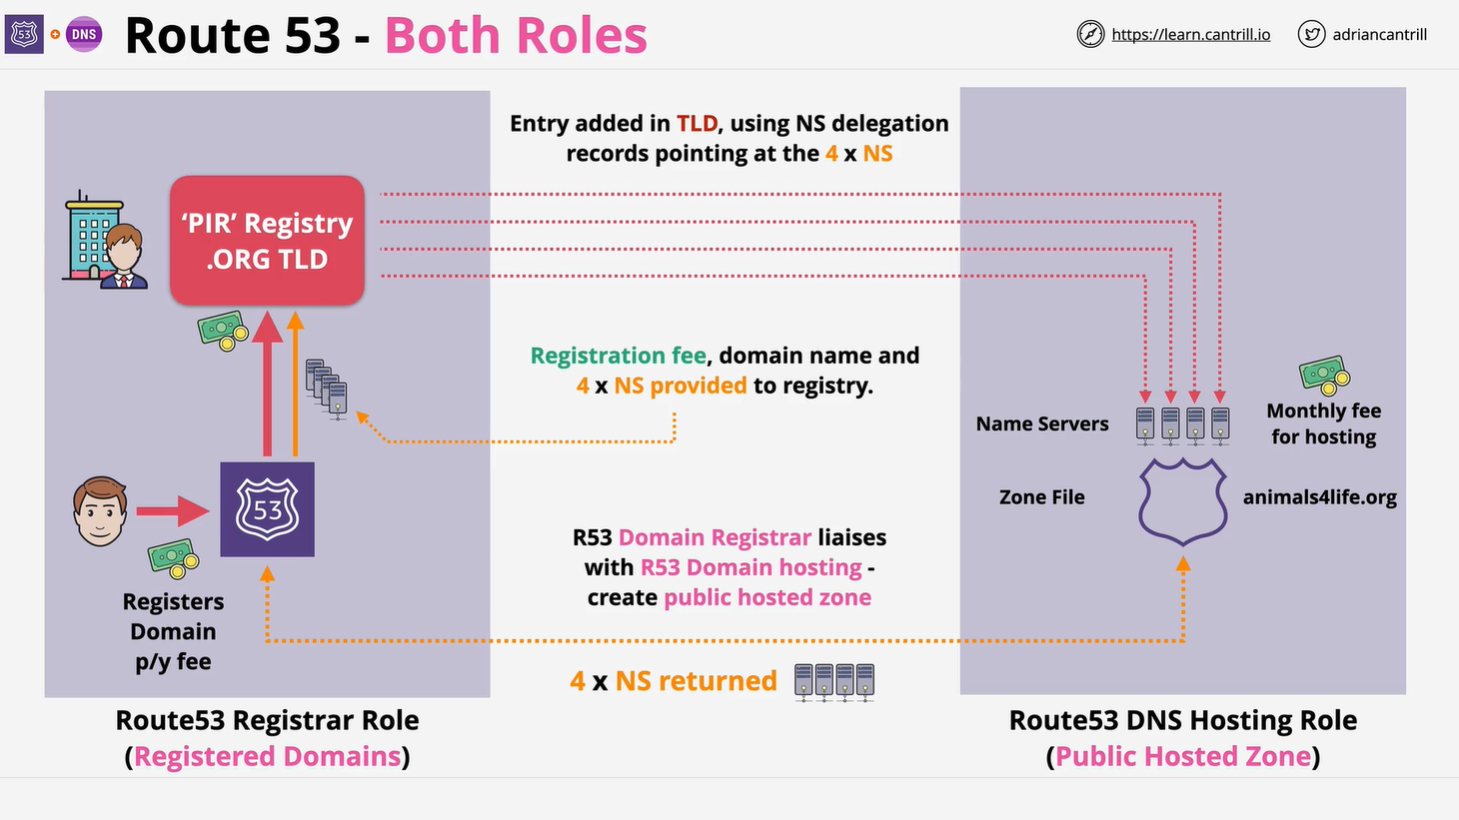 53
DNS
Route 53 - Both Roles
https://learn.cantrill.io
adriancantrill
Entry added in TLD, using NS delegation
records pointing at the 4 x NS
'PIR' Registry
.ORG TLD
Registration fee, domain name and
4 x NS provided to registry.
Name Servers
Monthly fee
for hosting
Zone File
animals4life.org
53
R53 Domain Registrar liaises
with R53 Domain hosting -
create public hosted zone
Registers
Domain
p/y fee
4 x NS returned
Route53 Registrar Role
(Registered Domains)
Route53 DNS Hosting Role
(Public Hosted Zone)